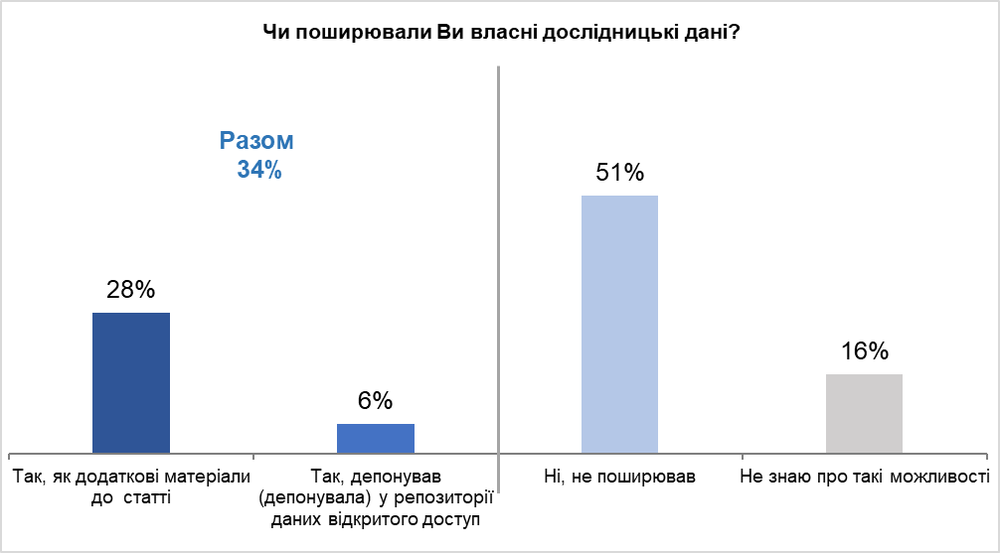 Чи поширювали Ви власні дослідницькі дані?
Разом
34%
28%
6%
51%
16%
Так, як додаткові матеріали
до статті
Так, депонував
(депонувала) у репозиторії
даних відкритого доступ
Ні, не поширював
Не знаю про такі можливості